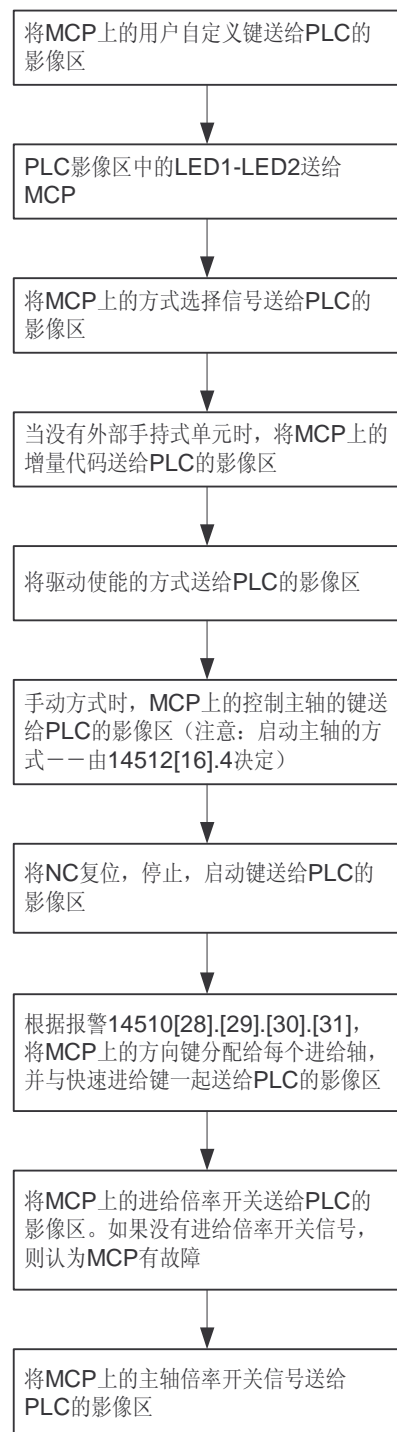 将MCP上的用户自定义键送给PLC的
影像区
PLC影像区中的LED1-LED2送给
MCP
将MCP上的方式选择信号送给PLC的
影像区
当没有外部手持式单元时，将MCP上的
增量代码送给PLC的影像区
将驱动使能的方式送给PLC的影像区
手动方式时，MCP上的控制主轴的键送
给PLC的影像区（注意：启动主轴的方
式－－由14512[16].4决定）
将NC复位，停止，启动键送给PLC的
影像区
根据报警14510[28].[29].[30].[31]，
将MCP上的方向键分配给每个进给轴，
并与快速进给键一起送给PLC的影像区
将MCP上的进给倍率开关送给PLC的
影像区。如果没有进给倍率开关信号，
则认为MCP有故障
将MCP上的主轴倍率开关信号送给
PLC的影像区